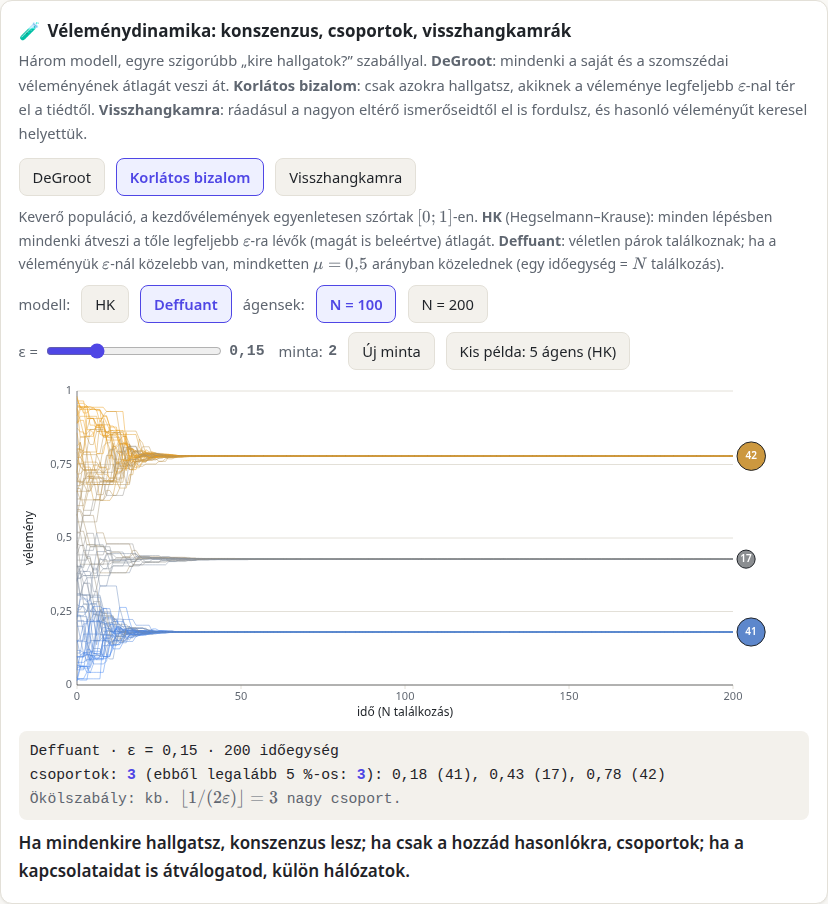 🧪 Véleménydinamika: konszenzus, csoportok, visszhangkamrák
Három modell, egyre szigorúbb „kire hallgatok?” szabállyal. DeGroot: mindenki a saját és a szomszédai
véleményének átlagát veszi át. Korlátos bizalom: csak azokra hallgatsz, akiknek a véleménye legfeljebb ε-nal tér
el a tiédtől. Visszhangkamra: ráadásul a nagyon eltérő ismerőseidtől el is fordulsz, és hasonló véleményűt keresel
helyettük.
DeGroot
Korlátos bizalom
Visszhangkamra
Keverő populáció, a kezdővélemények egyenletesen szórtak [0; 1]-en. HK (Hegselmann–Krause): minden lépésben
mindenki átveszi a tőle legfeljebb ε-ra lévők (magát is beleértve) átlagát. Deffuant: véletlen párok találkoznak; ha a
véleményük ε-nál közelebb van, mindketten μ = 0,5 arányban közelednek (egy időegység = N találkozás).
modell: HK Deffuant ágensek: N = 100 N = 200
ε = 0,15 minta: 2 Új minta Kis példa: 5 ágens (HK)
1
0,75
0,5
0,25
0
vélemény
42
17
41
0 50 100 150 200
idő (N találkozás)
Deffuant · ε = 0,15 · 200 időegység
csoportok: 3 (ebből legalább 5 %-os: 3): 0,18 (41), 0,43 (17), 0,78 (42)
Ökölszabály: kb. ⌊1/(2ε)⌋ = 3 nagy csoport.
Ha mindenkire hallgatsz, konszenzus lesz; ha csak a hozzád hasonlókra, csoportok; ha a
kapcsolataidat is átválogatod, külön hálózatok.